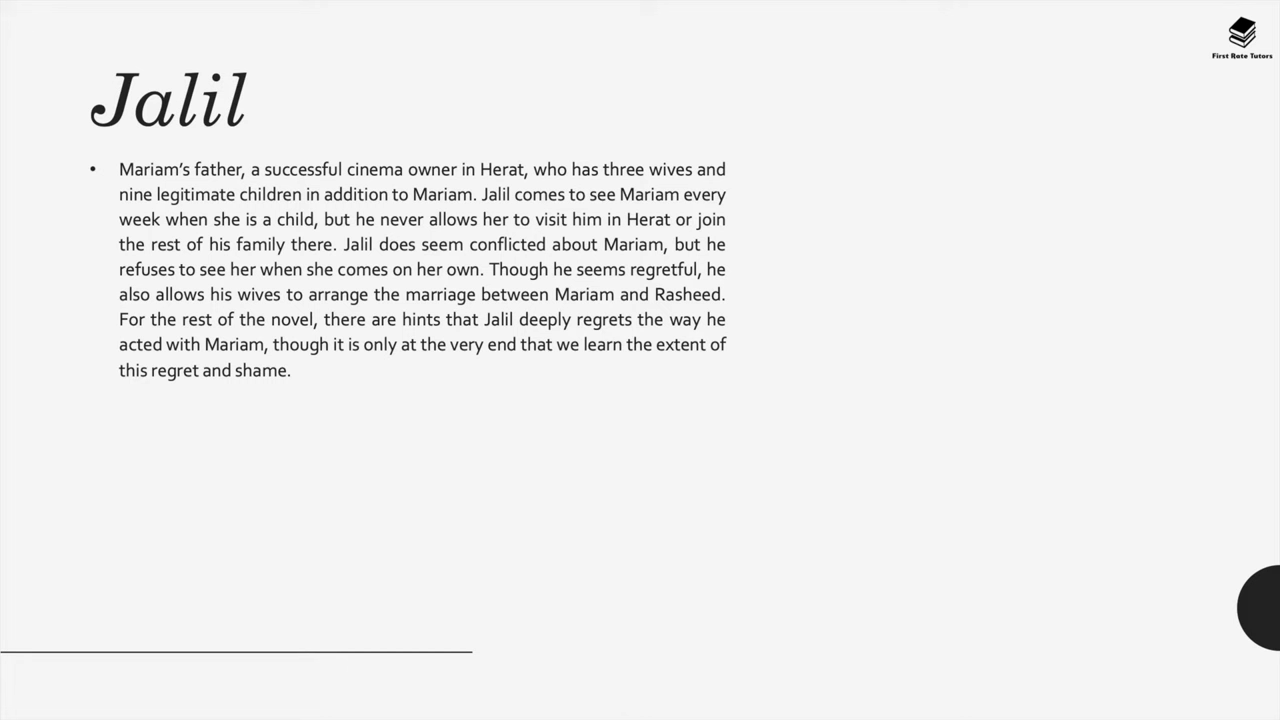 First Rate Tutors
Jalil
• Mariam’s father, a successful cinema owner in Herat, who has three wives and
nine legitimate children in addition to Mariam. Jalil comes to see Mariam every
week when she is a child, but he never allows her to visit him in Herat or join
the rest of his family there. Jalil does seem conflicted about Mariam, but he
refuses to see her when she comes on her own. Though he seems regretful, he
also allows his wives to arrange the marriage between Mariam and Rasheed.
For the rest of the novel, there are hints that Jalil deeply regrets the way he
acted with Mariam, though it is only at the very end that we learn the extent of
this regret and shame.